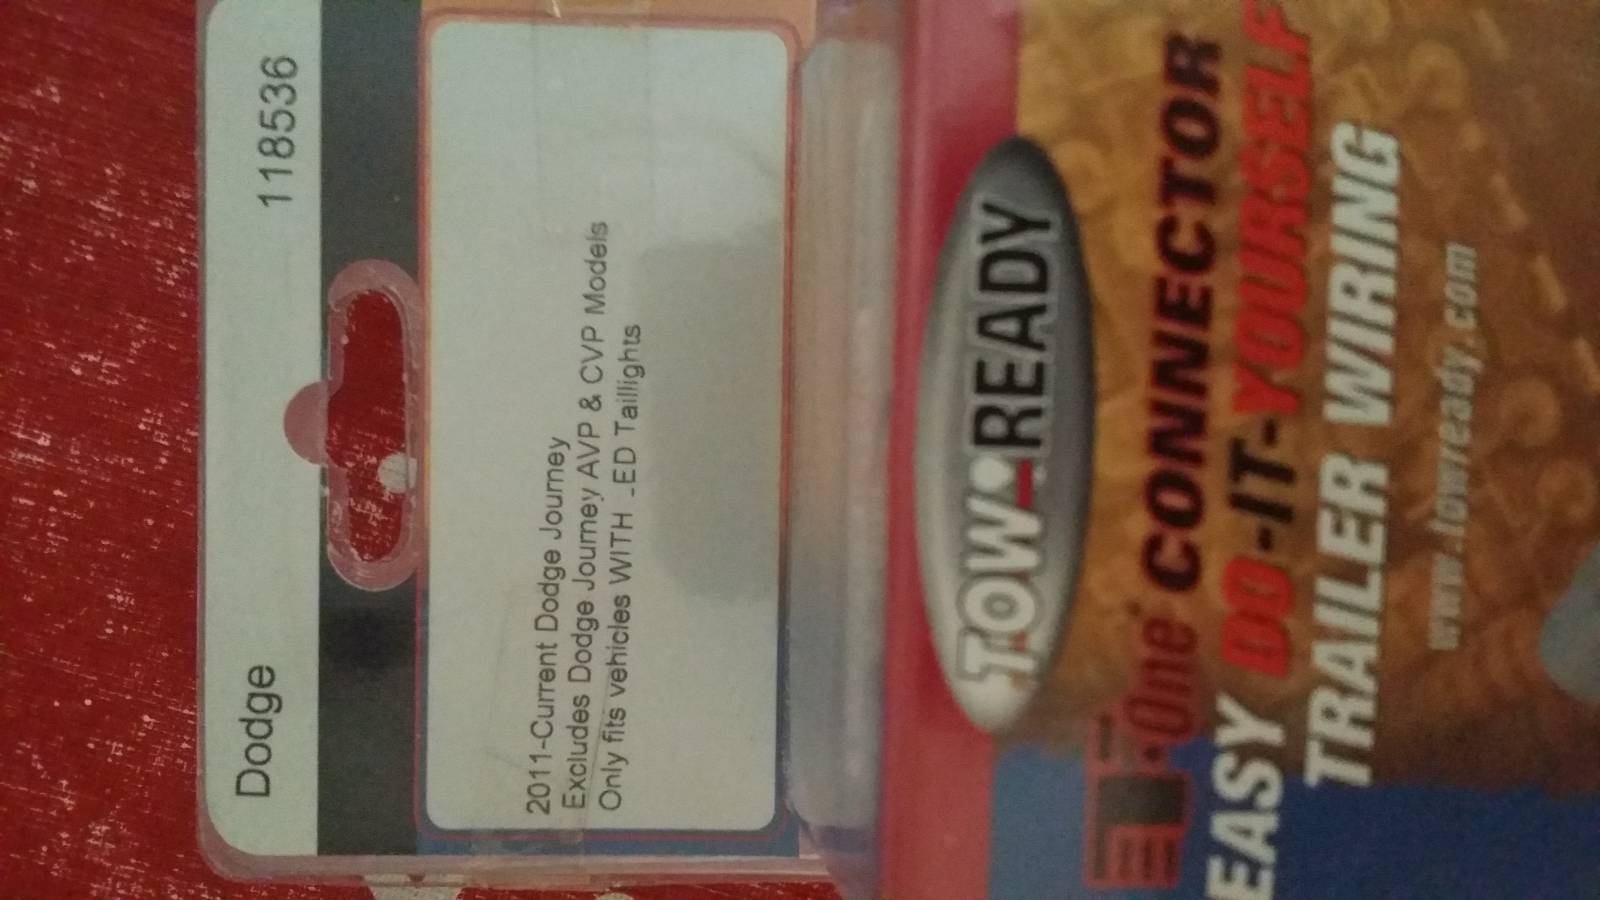 Dodge 118536
2011-Current Dodge Journey
Excludes Dodge Journey AVP & CVP Models
Only fits vehicles WITH -ED Taillights
TOW READY
T-One CONNECTOR
EASY DO-IT-YOURSELF
TRAILER WIRING
www.towready.com